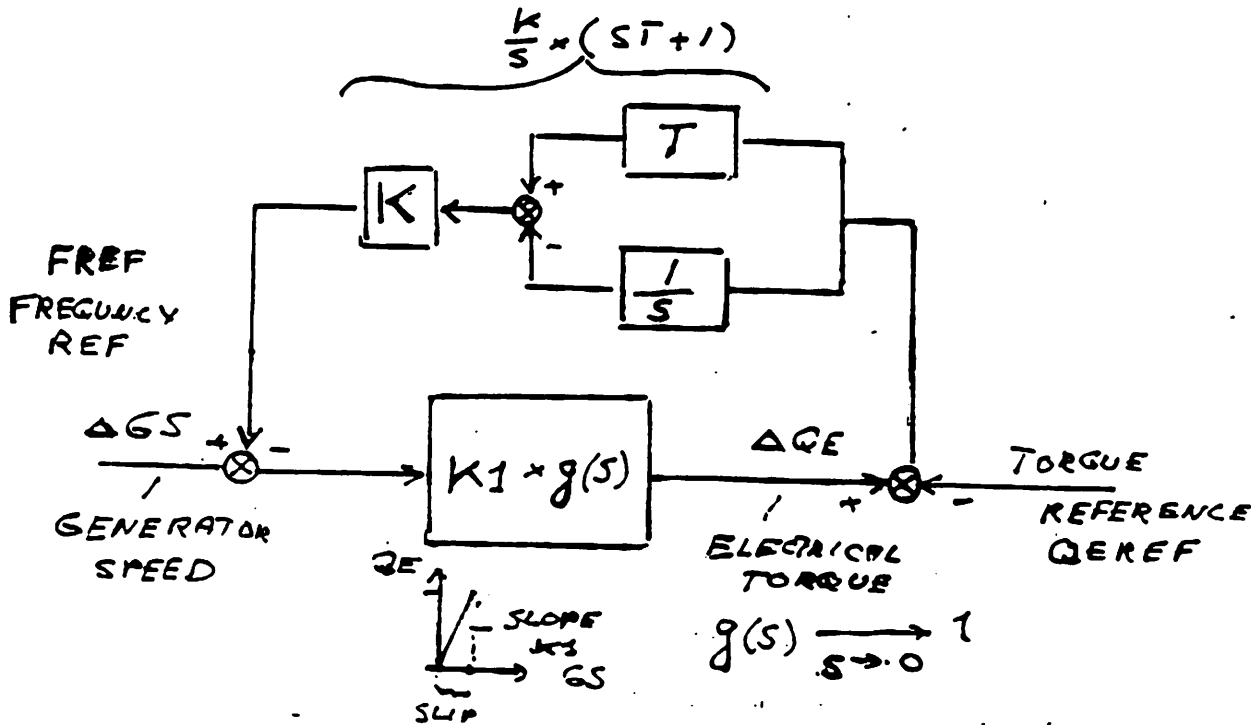 K/s × (ST + 1)
T
+
K
-
1/s
FREF
FREQUNCY
REF
ΔGS
+
-
K1 × g(S)
ΔQE
+
-
TORQUE
REFERENCE
QEREF
GENERATOR
SPEED
ELECTRICAL
TORQUE
QE
SLOPE
K1
GS
SLIP
g(S) → 1
S → 0